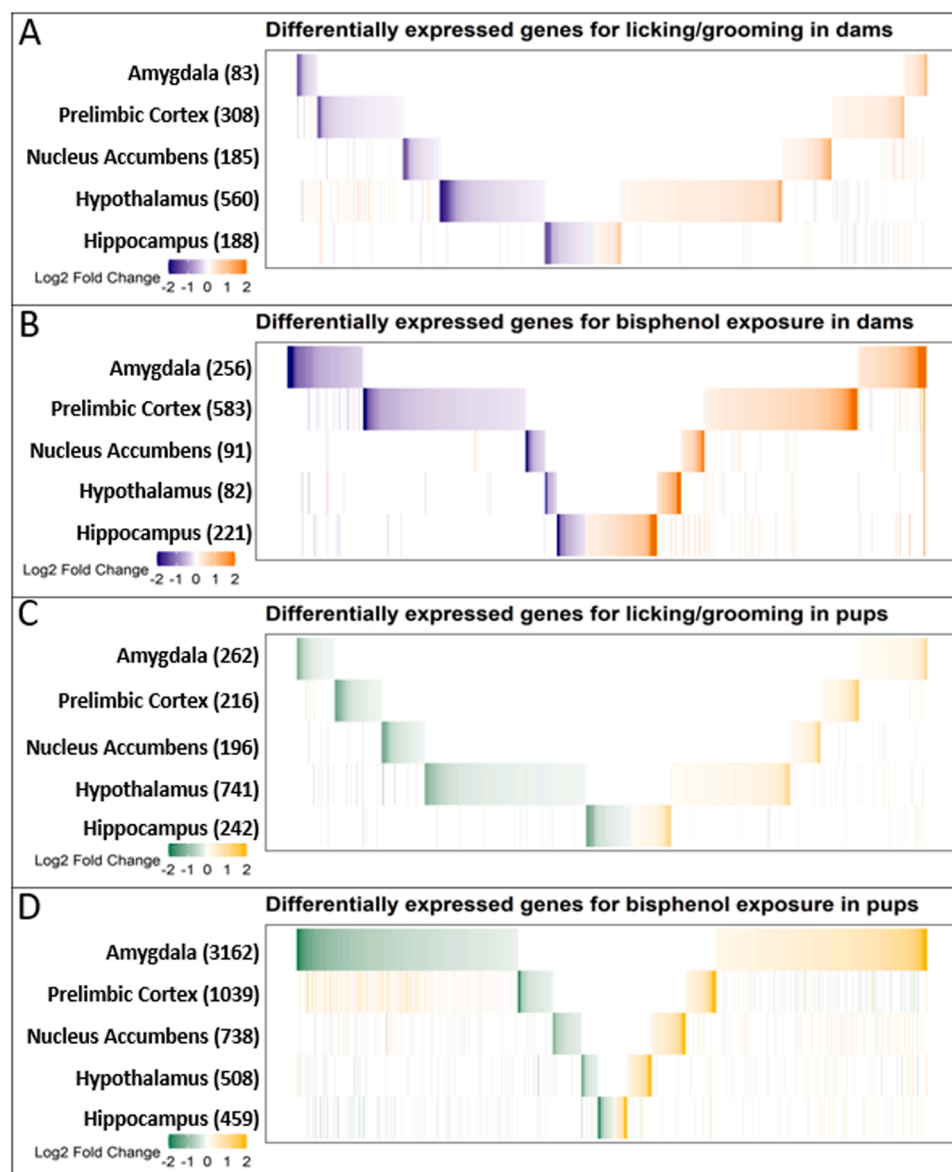 A
Differentially expressed genes for licking/grooming in dams
Amygdala (83)
Prelimbic Cortex (308)
Nucleus Accumbens (185)
Hypothalamus (560)
Hippocampus (188)
Log2 Fold Change
-2 -1 0 1 2
B
Differentially expressed genes for bisphenol exposure in dams
Amygdala (256)
Prelimbic Cortex (583)
Nucleus Accumbens (91)
Hypothalamus (82)
Hippocampus (221)
Log2 Fold Change
-2 -1 0 1 2
C
Differentially expressed genes for licking/grooming in pups
Amygdala (262)
Prelimbic Cortex (216)
Nucleus Accumbens (196)
Hypothalamus (741)
Hippocampus (242)
Log2 Fold Change
-2 -1 0 1 2
D
Differentially expressed genes for bisphenol exposure in pups
Amygdala (3162)
Prelimbic Cortex (1039)
Nucleus Accumbens (738)
Hypothalamus (508)
Hippocampus (459)
Log2 Fold Change
-2 -1 0 1 2